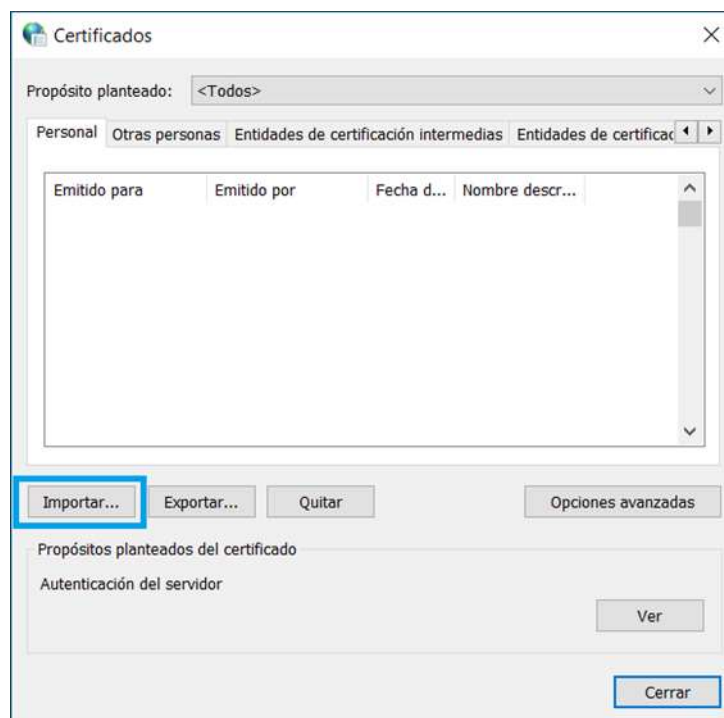 Certificados
Propósito planteado: <Todos>
Personal Otras personas Entidades de certificación intermedias Entidades de certificac
Emitido para Emitido por Fecha d... Nombre descr...
Importar... Exportar... Quitar Opciones avanzadas
Propósitos planteados del certificado
Autenticación del servidor
Ver
Cerrar